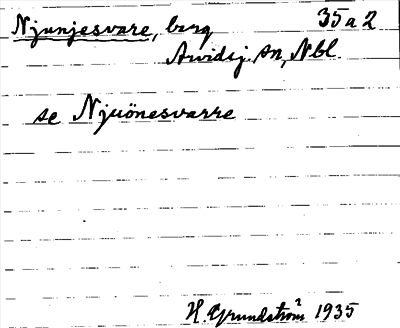 Njunjesvare, berg 35 a 2
Arvidsj. sn, Nbl.
se Njuönesvarre
H. Grundström 1935